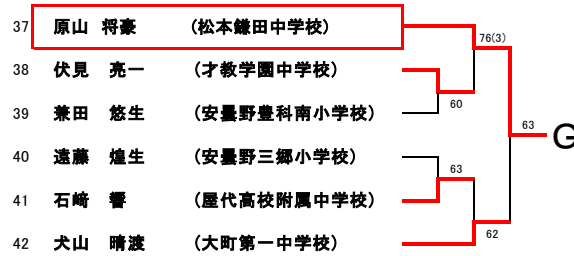 37 原山 将豪 (松本鎌田中学校)
76(3)
38 伏見 亮一 (才教学園中学校)
60
39 兼田 悠生 (安曇野豊科南小学校)
63
G
40 遠藤 煌生 (安曇野三郷小学校)
63
41 石﨑 響 (屋代高校附属中学校)
62
42 犬山 晴渡 (大町第一中学校)